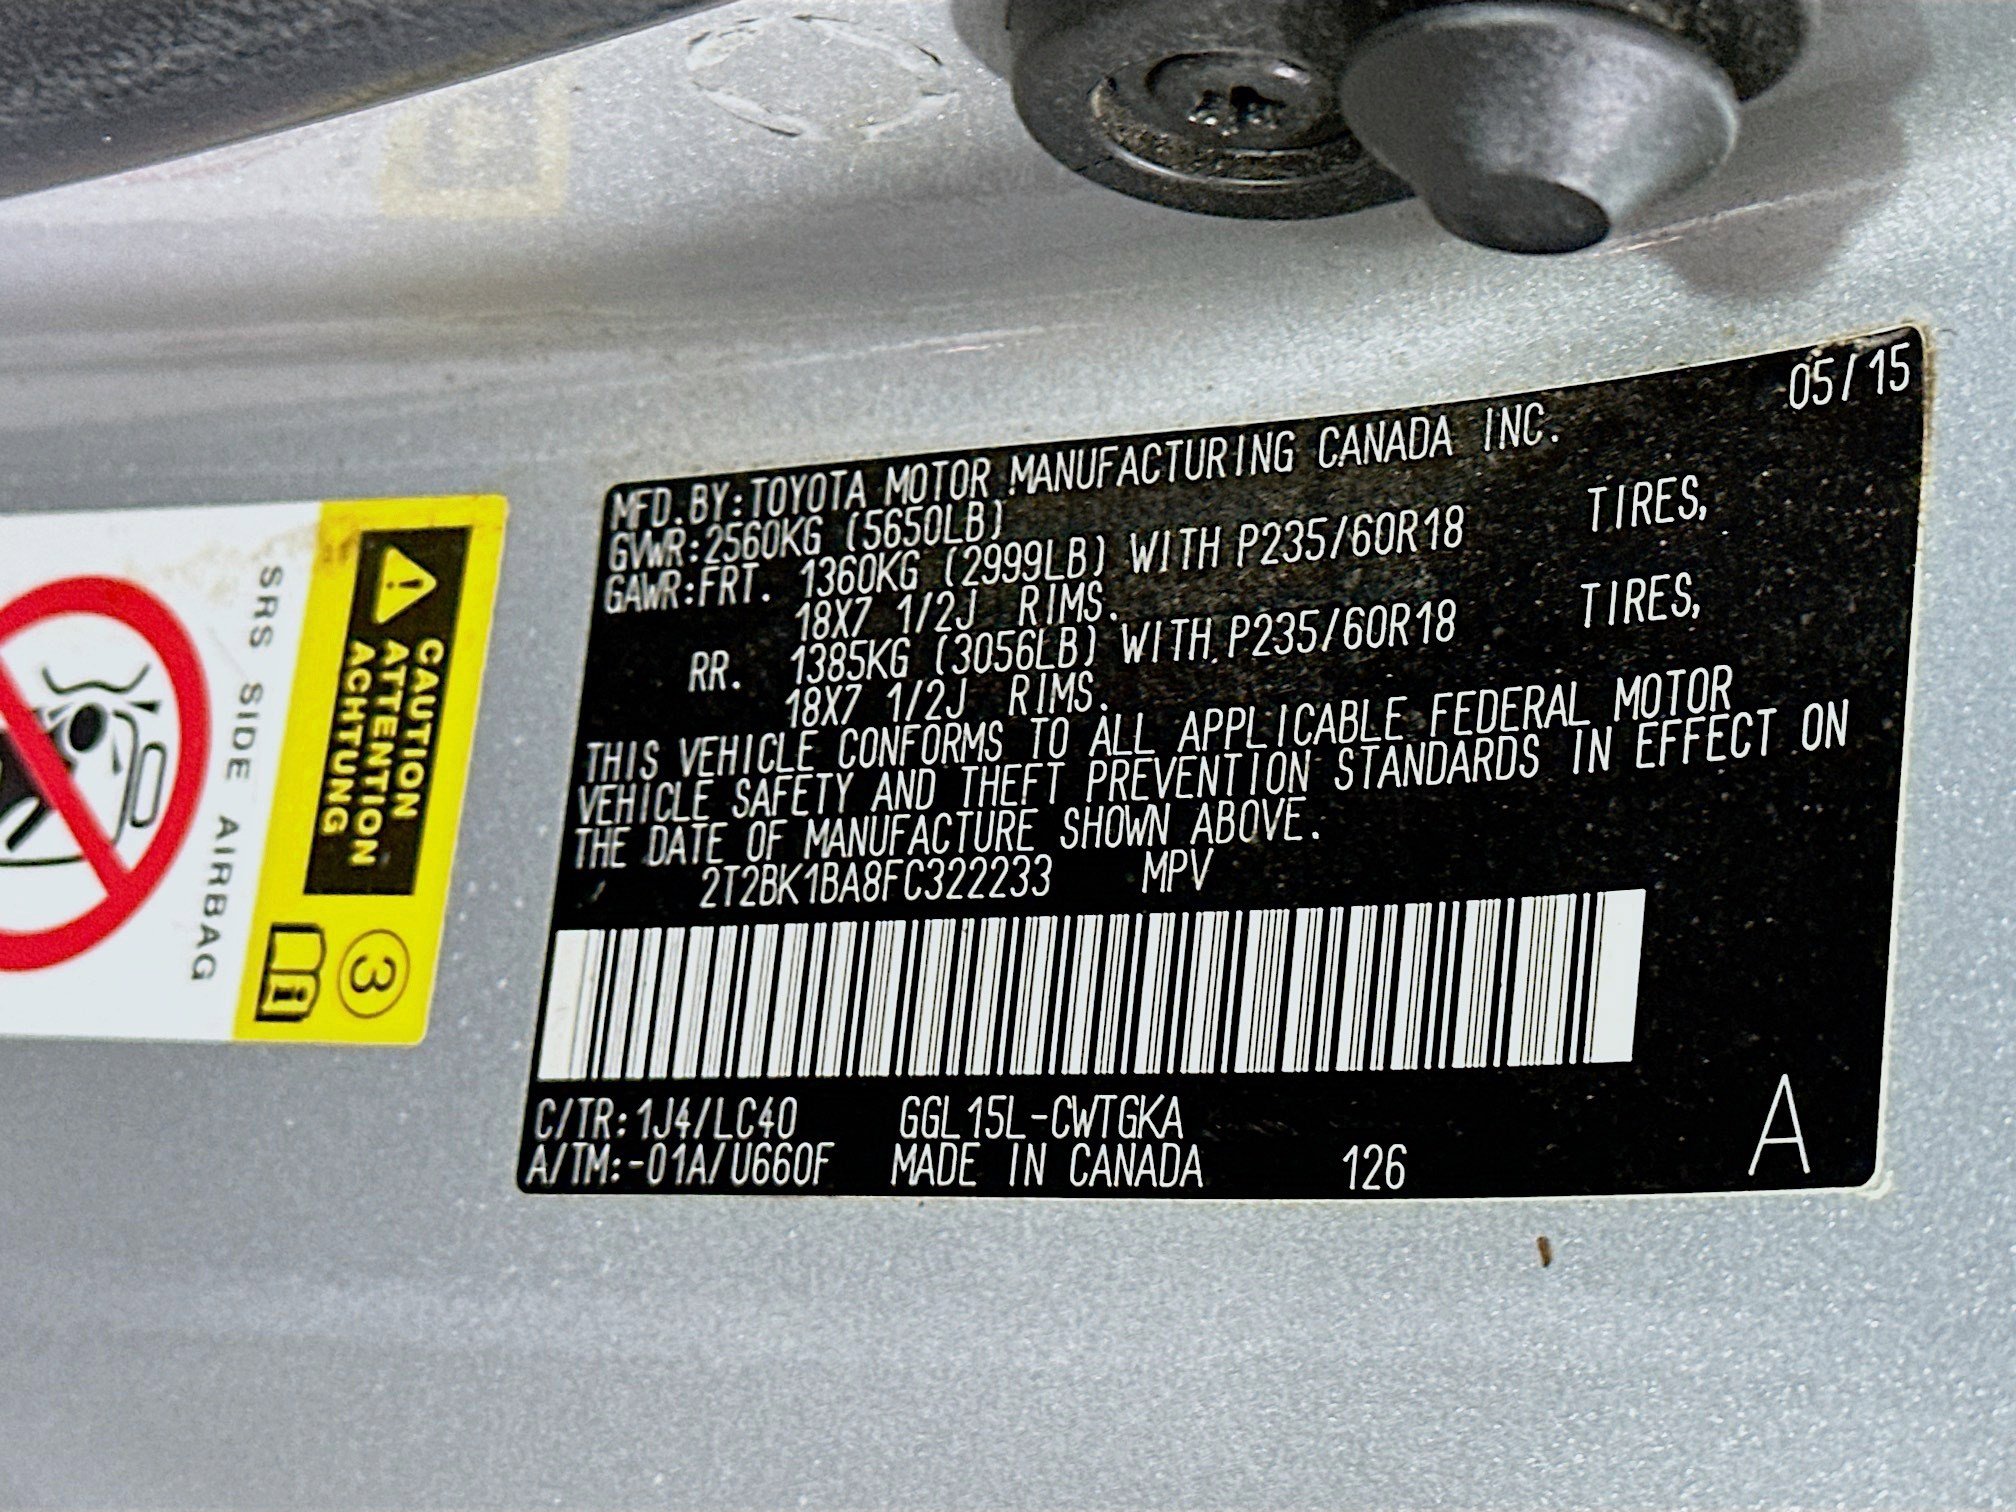 SRS SIDE AIRBAG
CAUTION
ATTENTION
ACHTUNG
3
i
05/15
MFD.BY:TOYOTA MOTOR MANUFACTURING CANADA INC.
GVWR:2560KG (5650LB)
GAWR:FRT. 1360KG (2999LB) WITH P235/60R18 TIRES,
18X7 1/2J RIMS.
RR. 1385KG (3056LB) WITH P235/60R18 TIRES,
18X7 1/2J RIMS.
THIS VEHICLE CONFORMS TO ALL APPLICABLE FEDERAL MOTOR
VEHICLE SAFETY AND THEFT PREVENTION STANDARDS IN EFFECT ON
THE DATE OF MANUFACTURE SHOWN ABOVE.
2T2BK1BA8FC322233 MPV
C/TR:1J4/LC40 GGL15L-CWTGKA
A/TM:-01A/U660F MADE IN CANADA 126
A